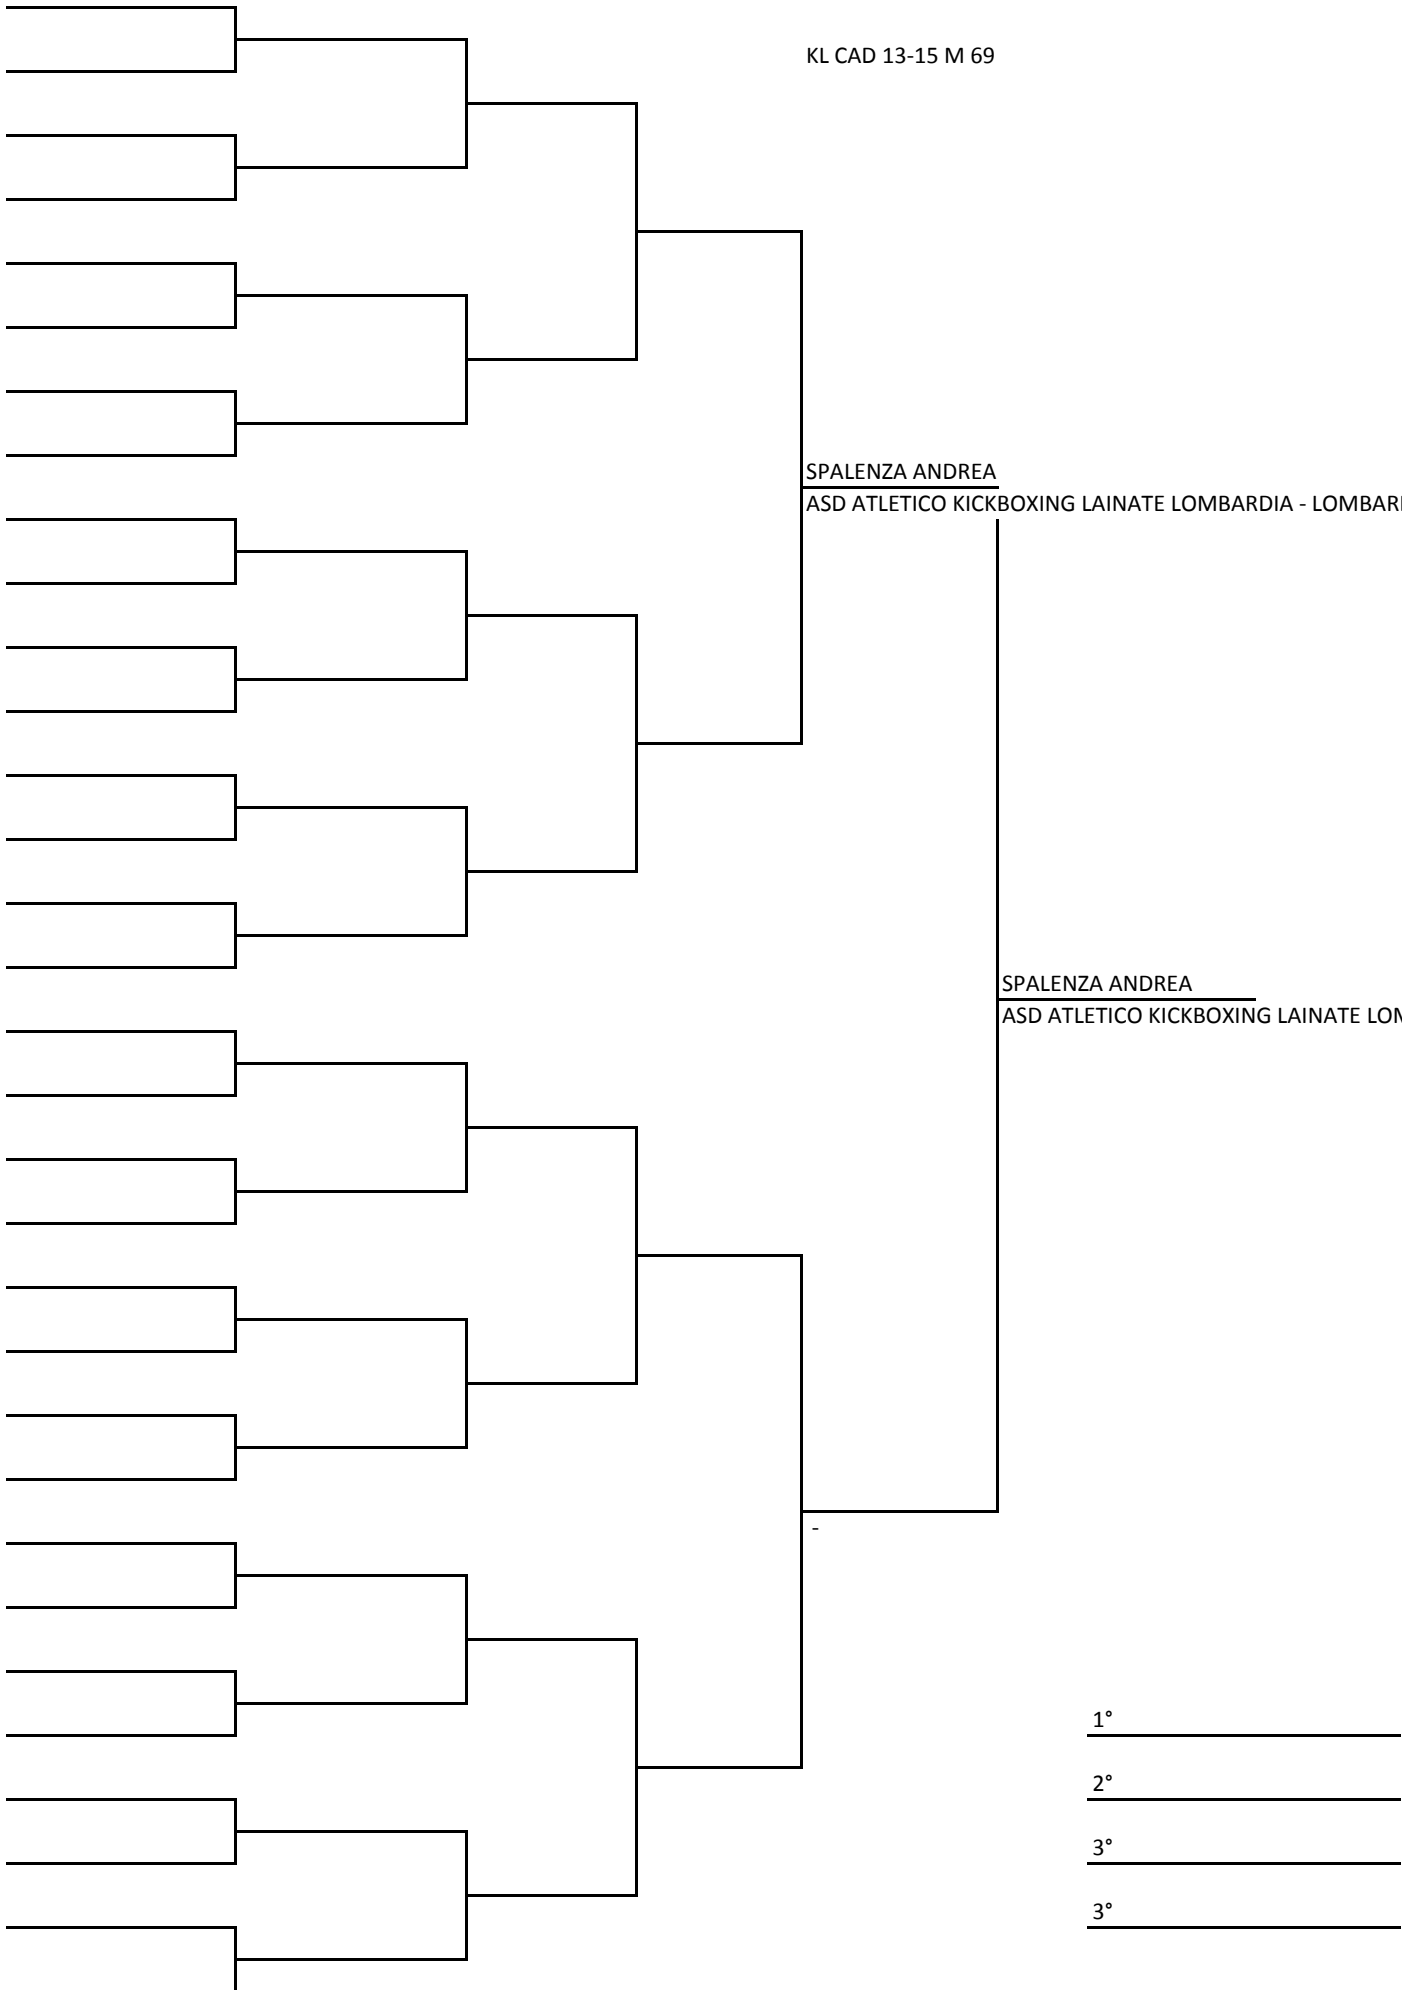 KL CAD 13-15 M 69
SPALENZA ANDREA
ASD ATLETICO KICKBOXING LAINATE LOMBARDIA - LOMBAR
SPALENZA ANDREA
ASD ATLETICO KICKBOXING LAINATE LOM
-
1°
2°
3°
3°